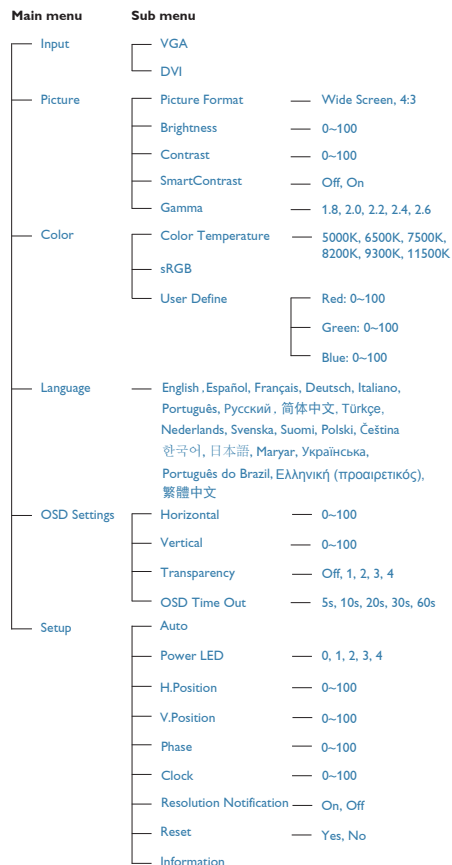 Main menu Sub menu
Input VGA
DVI
Picture Picture Format Wide Screen, 4:3
Brightness 0~100
Contrast 0~100
SmartContrast Off, On
Gamma 1.8, 2.0, 2.2, 2.4, 2.6
Color Color Temperature 5000K, 6500K, 7500K,
8200K, 9300K, 11500K
sRGB
User Define Red: 0~100
Green: 0~100
Blue: 0~100
Language English , Español, Français, Deutsch, Italiano,
Português, Русский , 简体中文, Türkçe,
Nederlands, Svenska, Suomi, Polski, Čeština
한국어, 日本語, Maryar, Українська,
Português do Brazil, Ελληνική (προαιρετικός),
繁體中文
OSD Settings Horizontal 0~100
Vertical 0~100
Transparency Off, 1, 2, 3, 4
OSD Time Out 5s, 10s, 20s, 30s, 60s
Setup Auto
Power LED 0, 1, 2, 3, 4
H.Position 0~100
V.Position 0~100
Phase 0~100
Clock 0~100
Resolution Notification On, Off
Reset Yes, No
Information